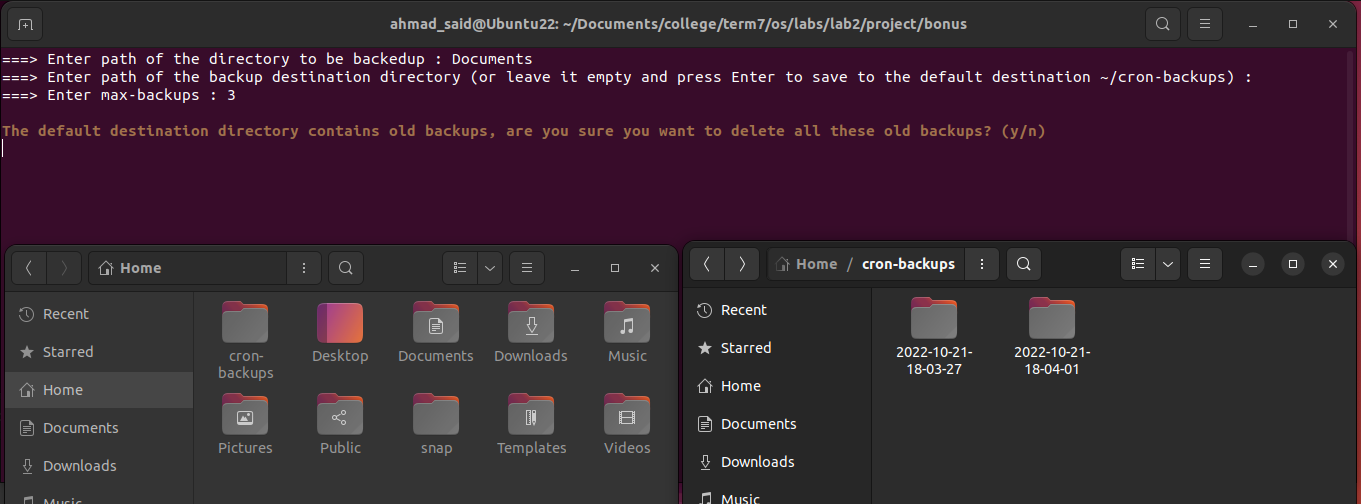 ahmad_said@Ubuntu22: ~/Documents/college/term7/os/labs/lab2/project/bonus
===> Enter path of the directory to be backedup : Documents
===> Enter path of the backup destination directory (or leave it empty and press Enter to save to the default destination ~/cron-backups) :
===> Enter max-backups : 3
The default destination directory contains old backups, are you sure you want to delete all these old backups? (y/n)
Home
Recent
Starred
Home
Documents
Downloads
Music
cron-
backups
Desktop
Documents
Downloads
Music
Pictures
Public
snap
Templates
Videos
Home / cron-backups
Recent
Starred
Home
Documents
Downloads
Music
2022-10-21-
18-03-27
2022-10-21-
18-04-01